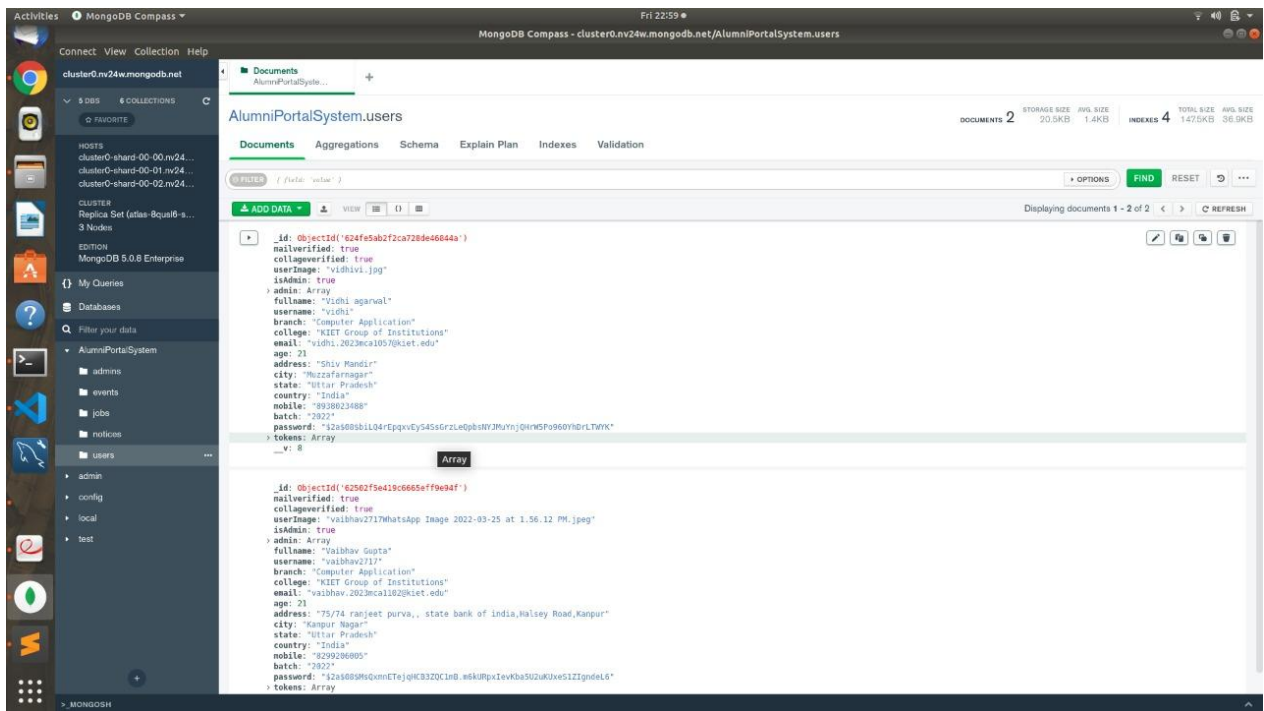 Activities
MongoDB Compass
Fri 22:59
MongoDB Compass - cluster0.nv24w.mongodb.net/AlumniPortalSystem.users
Connect View Collection Help
cluster0.nv24w.mongodb.net
5 DBS 6 COLLECTIONS
FAVORITE
HOSTS
cluster0-shard-00-00.nv24...
cluster0-shard-00-01.nv24...
cluster0-shard-00-02.nv24...
CLUSTER
Replica Set (atlas-8qusl6-s...
3 Nodes
EDITION
MongoDB 5.0.8 Enterprise
{} My Queries
Databases
Filter your data
AlumniPortalSystem
admins
events
jobs
notices
users
admin
config
local
test
>_MONGOSH
Documents
AlumniPortalSyste...
AlumniPortalSystem.users
DOCUMENTS 2 STORAGE SIZE 20.5KB AVG. SIZE 1.4KB INDEXES 4 TOTAL SIZE 147.5KB AVG. SIZE 36.9KB
Documents Aggregations Schema Explain Plan Indexes Validation
FILTER { field: 'value' } OPTIONS FIND RESET
ADD DATA VIEW {} Displaying documents 1 - 2 of 2 < > REFRESH
_id: ObjectId('624fe5ab2f2ca728de46844a')
mailverified: true
collageverified: true
userImage: "vidhivi.jpg"
isAdmin: true
admin: Array
fullname: "Vidhi agarwal"
username: "vidhi"
branch: "Computer Application"
college: "KIET Group of Institutions"
email: "vidhi.2023mca1057@kiet.edu"
age: 21
address: "Shiv Mandir"
city: "Muzzafarnagar"
state: "Uttar Pradesh"
country: "India"
mobile: "8938023488"
batch: "2022"
password:
tokens: Array
__v: 8
Array
_id: ObjectId('62502f5e419c6665eff9e94f')
mailverified: true
collageverified: true
userImage: "vaibhav2717WhatsApp Image 2022-03-25 at 1.56.12 PM.jpeg"
isAdmin: true
admin: Array
fullname: "Vaibhav Gupta"
username: "vaibhav2717"
branch: "Computer Application"
college: "KIET Group of Institutions"
email: "vaibhav.2023mca1102@kiet.edu"
age: 21
address: "75/74 ranjeet purva,, state bank of india,Halsey Road,Kanpur"
city: "Kanpur Nagar"
state: "Uttar Pradesh"
country: "India"
mobile: "8299206005"
batch: "2022"
password:
tokens: Array